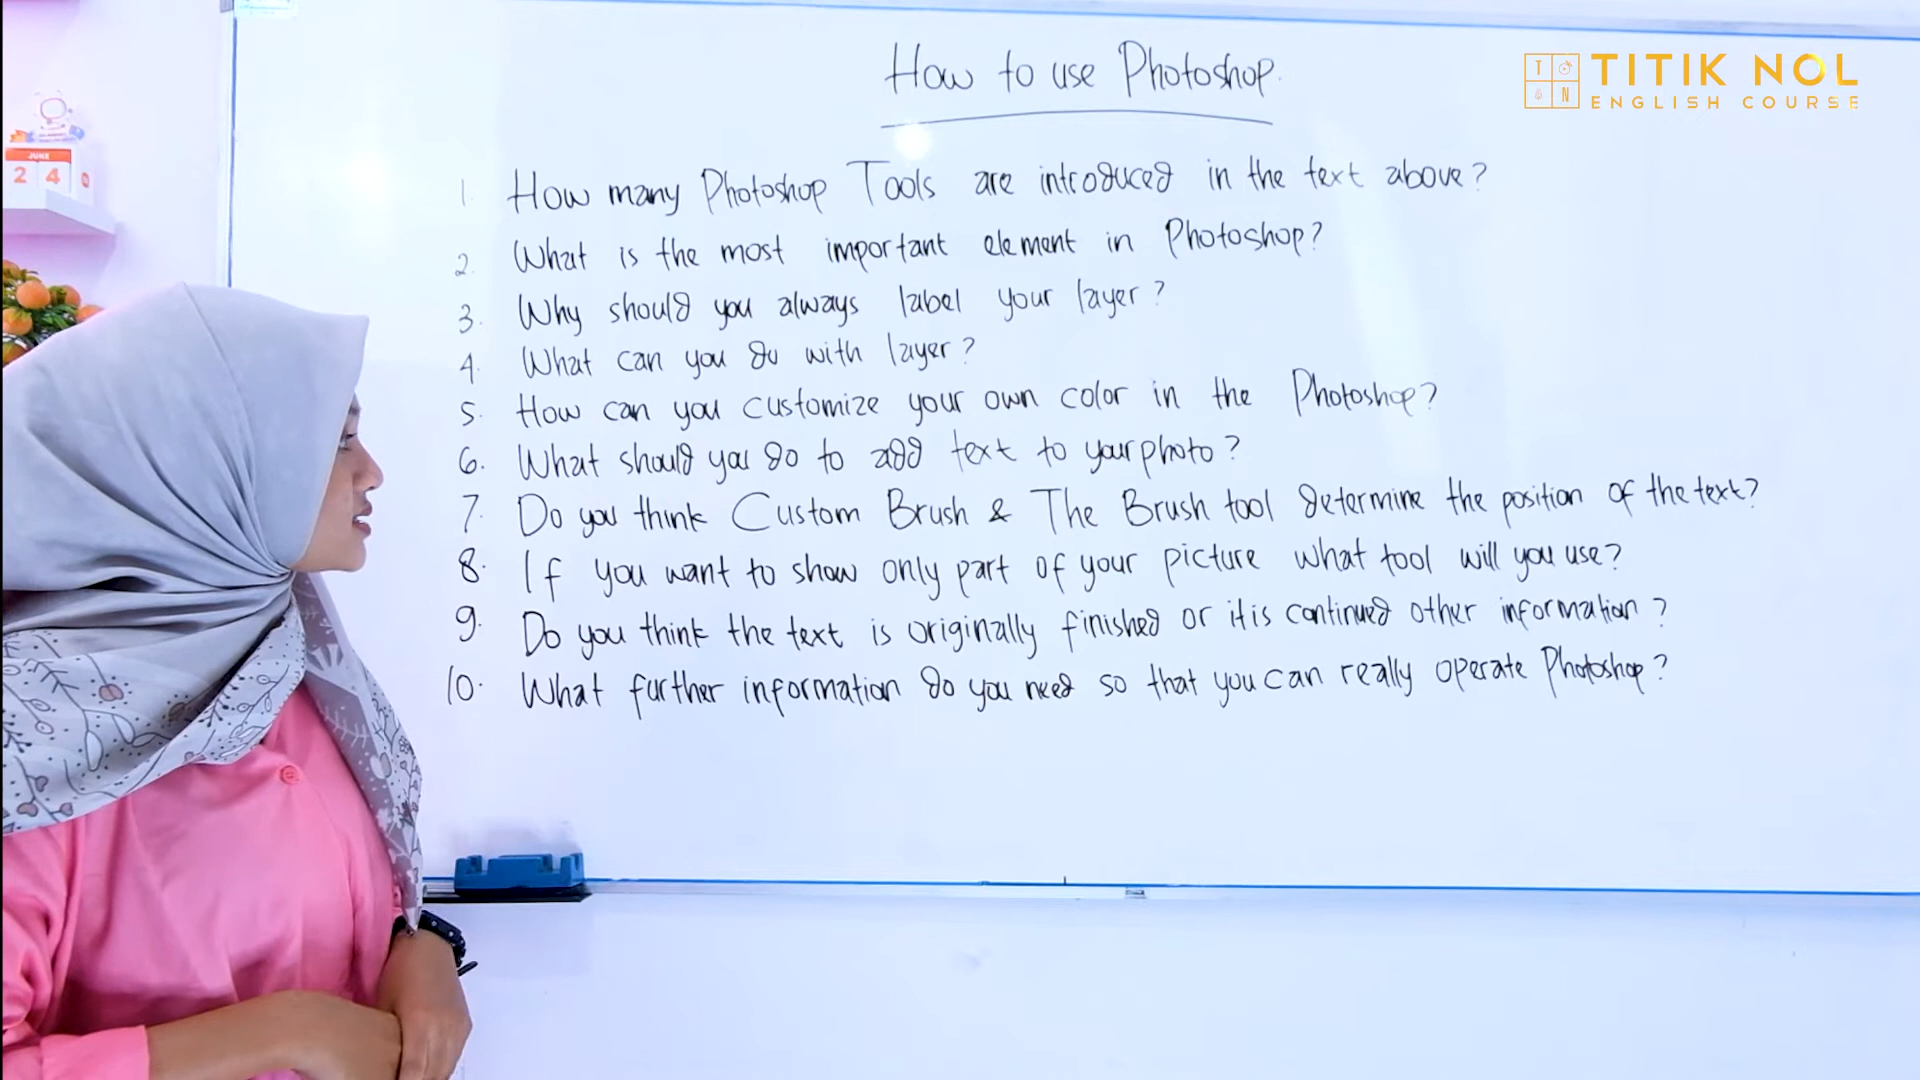 How to use Photoshop.
TITIK NOL
ENGLISH COURSE
T
N
JUNE
2 4
1. How many Photoshop Tools are introduced in the text above?
2. What is the most important element in Photoshop?
3. Why should you always label your layer?
4. What can you do with layer?
5. How can you customize your own color in the Photoshop?
6. What should you do to add text to your photo?
7. Do you think Custom Brush & The Brush tool determine the position of the text?
8. If you want to show only part of your picture what tool will you use?
9. Do you think the text is originally finished or it is continued other information?
10. What further information do you need so that you can really operate Photoshop?